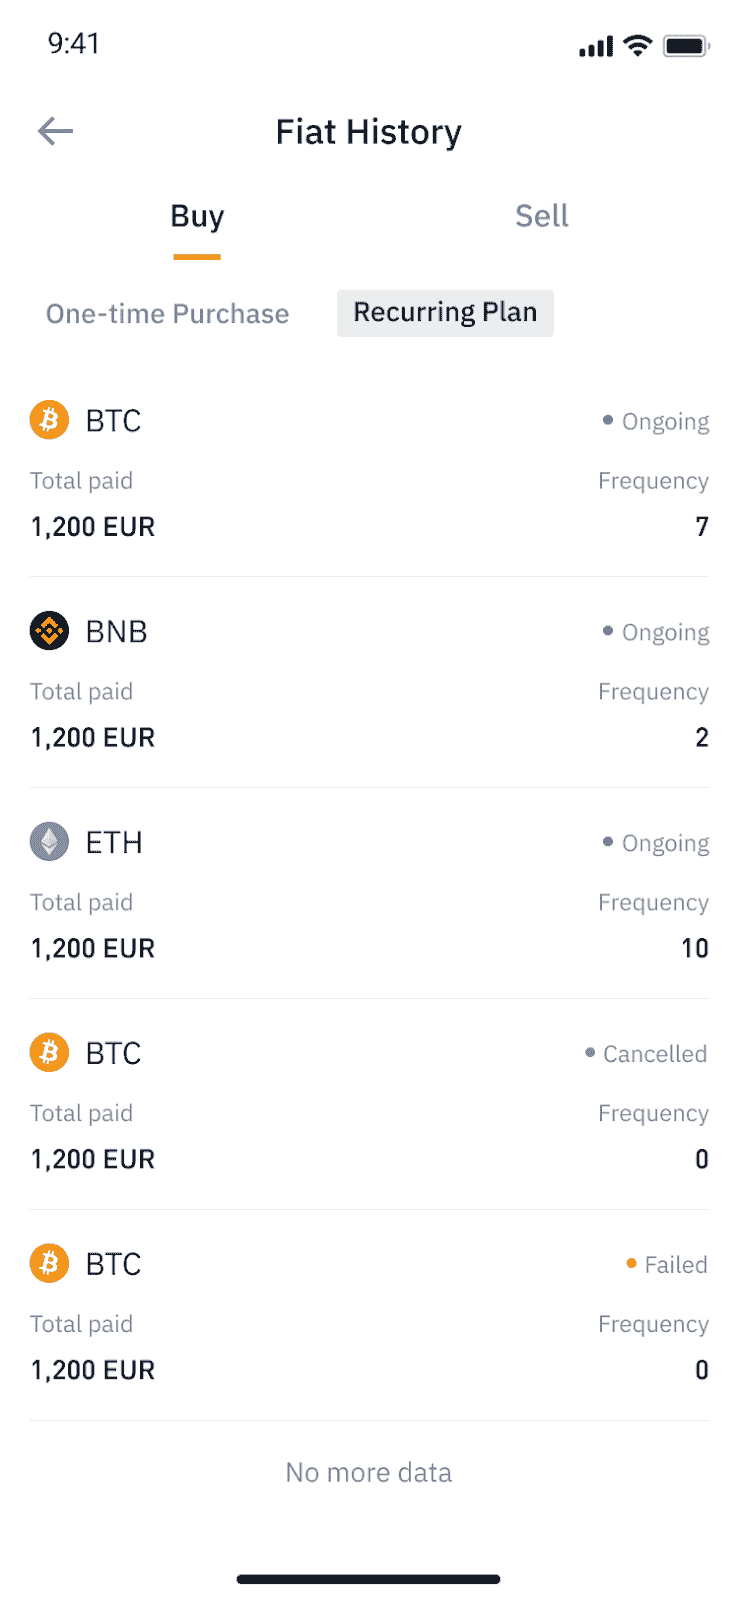 9:41
Fiat History
Buy Sell
One-time Purchase Recurring Plan
BTC Ongoing
Total paid Frequency
1,200 EUR 7
BNB Ongoing
Total paid Frequency
1,200 EUR 2
ETH Ongoing
Total paid Frequency
1,200 EUR 10
BTC Cancelled
Total paid Frequency
1,200 EUR 0
BTC Failed
Total paid Frequency
1,200 EUR 0
No more data